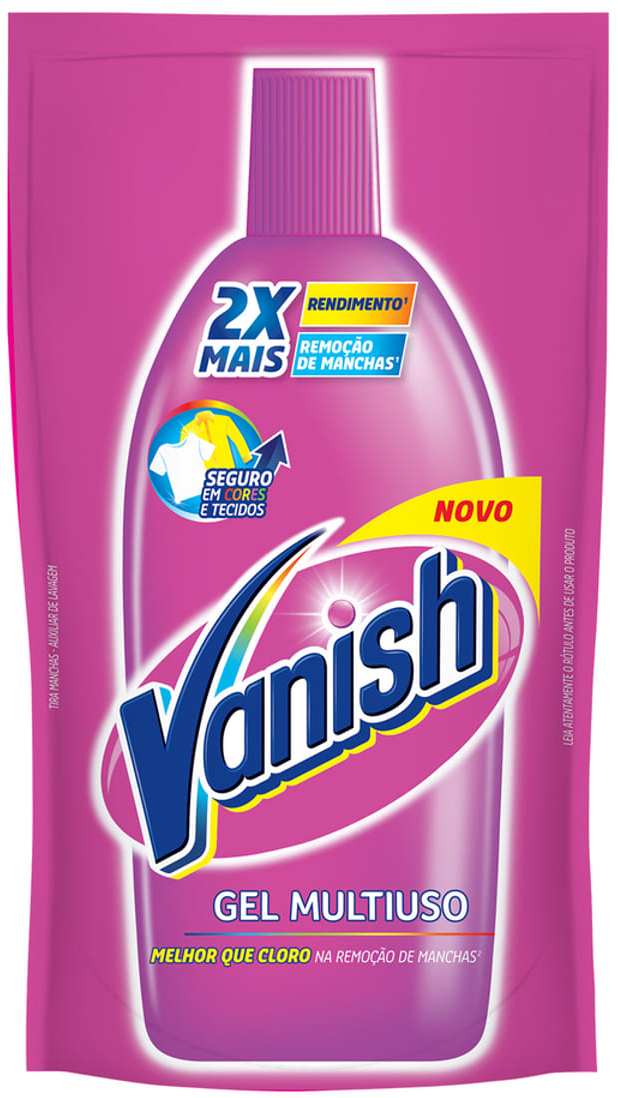 2X
MAIS
RENDIMENTO¹
REMOÇÃO
DE MANCHAS¹
SEGURO
EM CORES
E TECIDOS
NOVO
Vanish
TIRA MANCHAS - AUXILIAR DE LAVAGEM
LEIA ATENTAMENTE O RÓTULO ANTES DE USAR O PRODUTO
GEL MULTIUSO
MELHOR QUE CLORO NA REMOÇÃO DE MANCHAS²